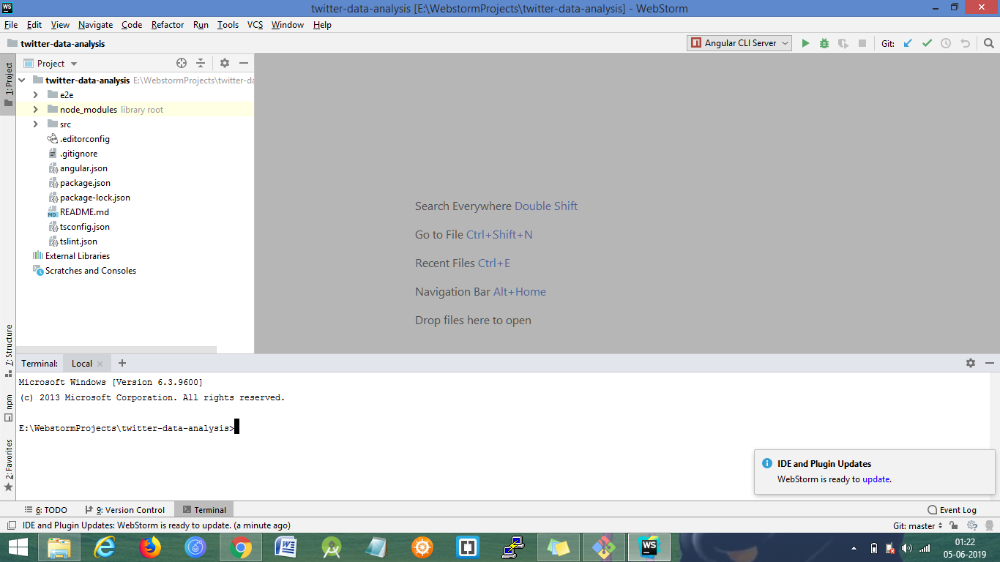 twitter-data-analysis [E:\WebstormProjects\twitter-data-analysis] - WebStorm
File Edit View Navigate Code Refactor Run Tools VCS Window Help
twitter-data-analysis
Angular CLI Server
Git:
1: Project
Project
twitter-data-analysis E:\WebstormProjects\twitter-da
e2e
node_modules library root
src
.editorconfig
.gitignore
angular.json
package.json
package-lock.json
README.md
tsconfig.json
tslint.json
External Libraries
Scratches and Consoles
Search Everywhere Double Shift
Go to File Ctrl+Shift+N
Recent Files Ctrl+E
Navigation Bar Alt+Home
Drop files here to open
7: Structure
npm
2: Favorites
Terminal: Local
Microsoft Windows [Version 6.3.9600]
(c) 2013 Microsoft Corporation. All rights reserved.
E:\WebstormProjects\twitter-data-analysis>
IDE and Plugin Updates
WebStorm is ready to update.
6: TODO 9: Version Control Terminal Event Log
IDE and Plugin Updates: WebStorm is ready to update. (a minute ago) Git: master
01:22
05-06-2019